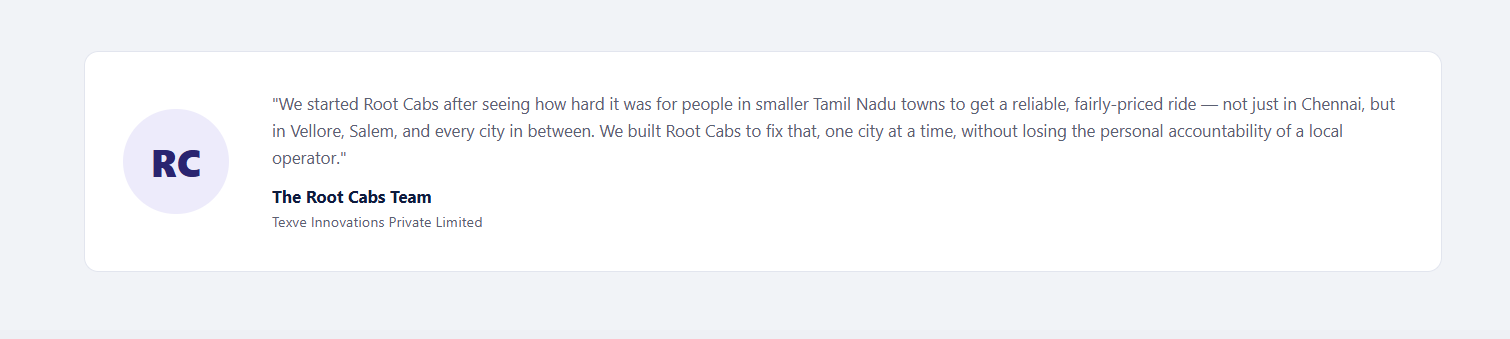 RC
"We started Root Cabs after seeing how hard it was for people in smaller Tamil Nadu towns to get a reliable, fairly-priced ride — not just in Chennai, but
in Vellore, Salem, and every city in between. We built Root Cabs to fix that, one city at a time, without losing the personal accountability of a local
operator."
The Root Cabs Team
Texve Innovations Private Limited